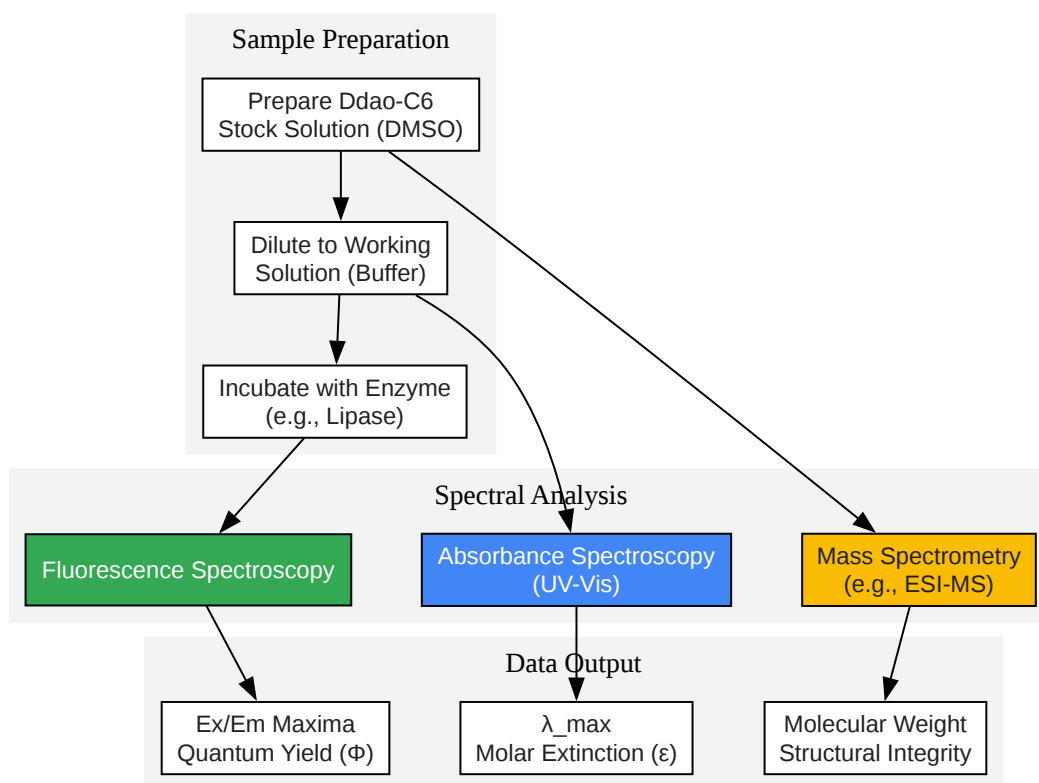 Sample Preparation
Prepare Ddao-C6
Stock Solution (DMSO)
Dilute to Working
Solution (Buffer)
Incubate with Enzyme
(e.g., Lipase)
Spectral Analysis
Fluorescence Spectroscopy
Absorbance Spectroscopy
(UV-Vis)
Mass Spectrometry
(e.g., ESI-MS)
Data Output
Ex/Em Maxima
Quantum Yield (Φ)
λ_max
Molar Extinction (ε)
Molecular Weight
Structural Integrity